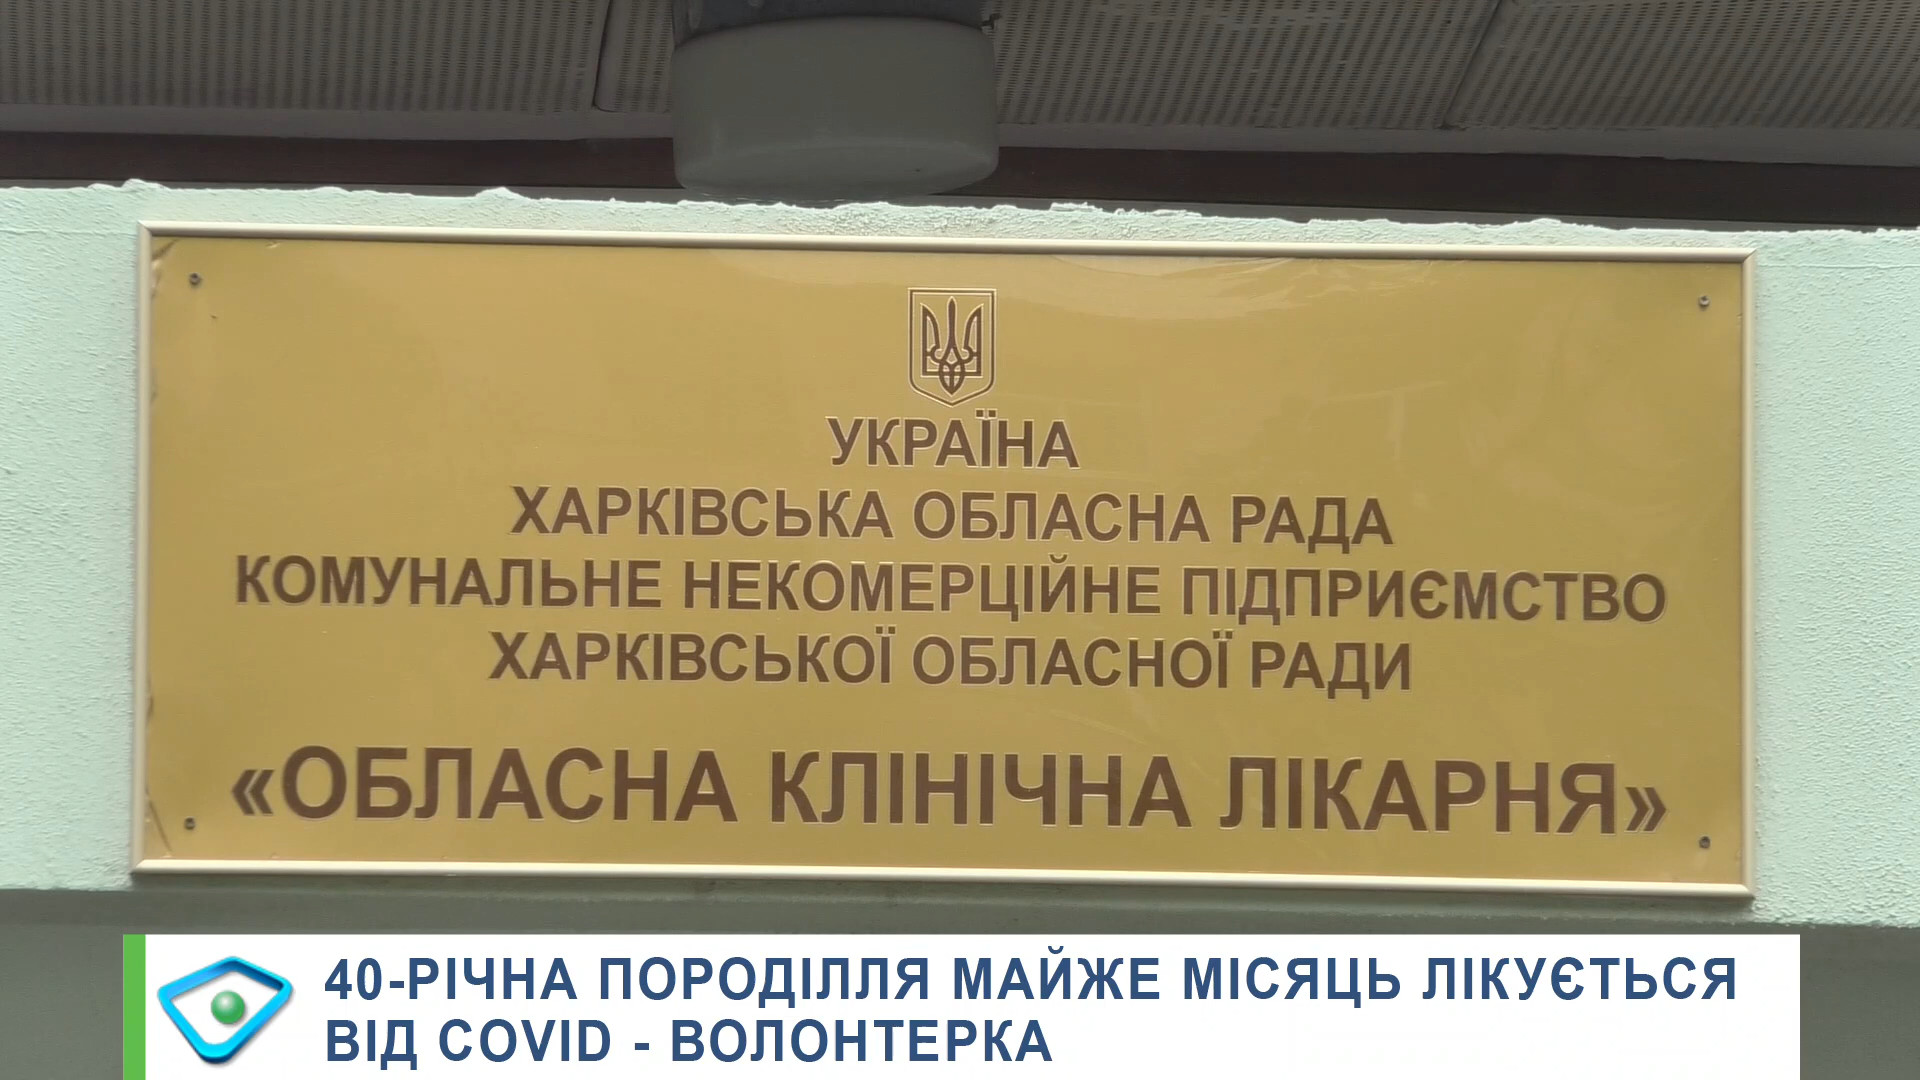 УКРАЇНА
ХАРКІВСЬКА ОБЛАСНА РАДА
КОМУНАЛЬНЕ НЕКОМЕРЦІЙНЕ ПІДПРИЄМСТВО
ХАРКІВСЬКОЇ ОБЛАСНОЇ РАДИ
«ОБЛАСНА КЛІНІЧНА ЛІКАРНЯ»
40-РІЧНА ПОРОДІЛЛЯ МАЙЖЕ МІСЯЦЬ ЛІКУЄТЬСЯ
ВІД COVID - ВОЛОНТЕРКА